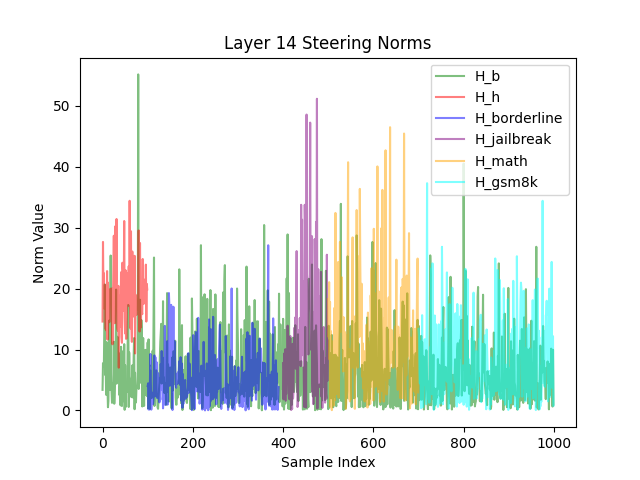 Layer 14 Steering Norms
H_b
H_h
H_borderline
H_jailbreak
H_math
H_gsm8k
Norm Value
50
40
30
20
10
0
0
200
400
600
800
1000
Sample Index